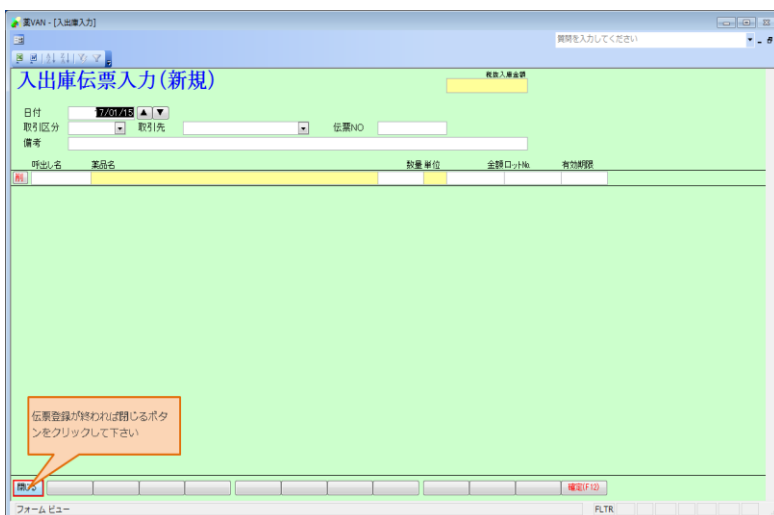 薬VAN - [入出庫入力]
質問を入力してください
入出庫伝票入力(新規)
税抜入庫金額
日付 17/01/15 ▲ ▼
取引区分 取引先 伝票NO
備考
呼出し名 薬品名 数量 単位 金額 ロットNo. 有効期限
削
伝票登録が終われば閉じるボタ
ンをクリックして下さい
閉じる 確定(F12)
フォーム ビュー FLTR